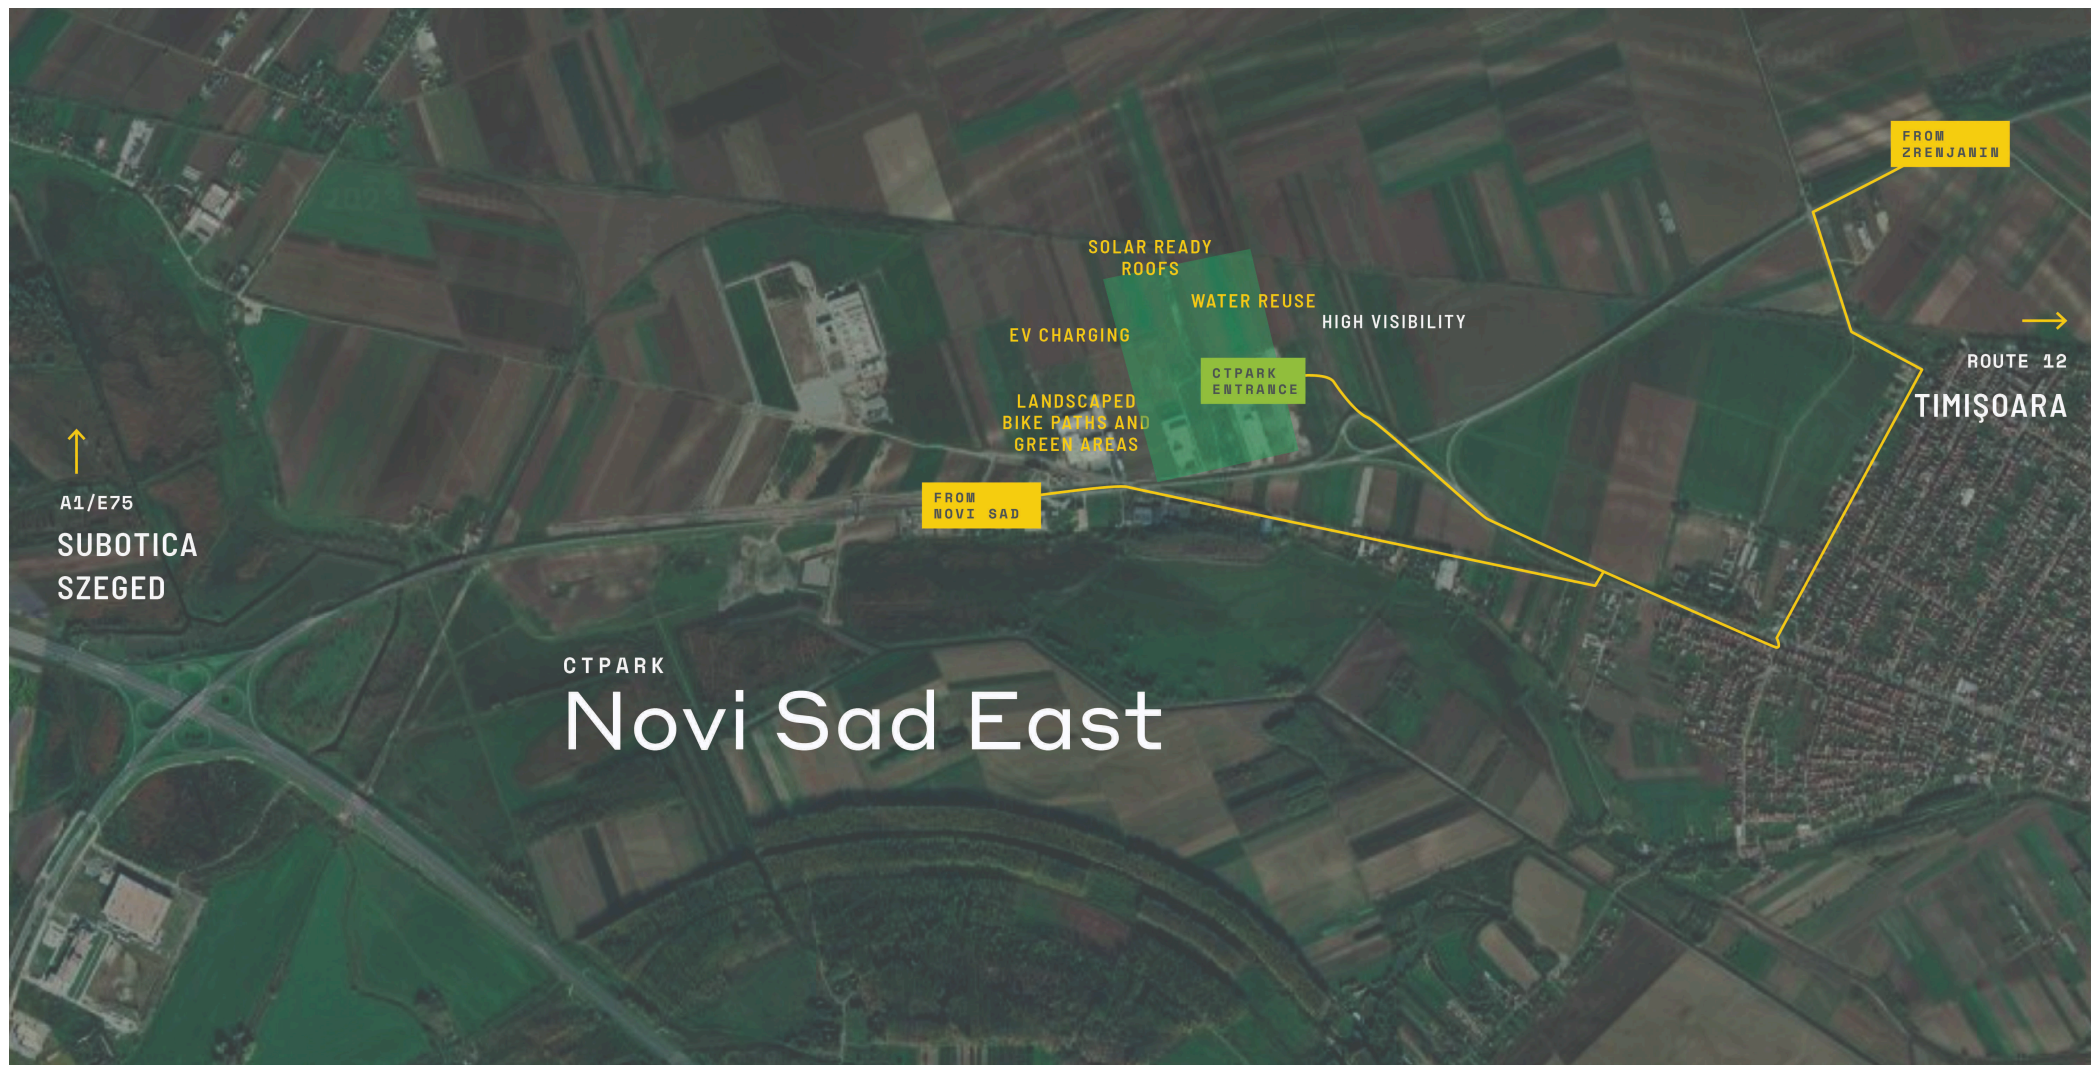 FROM
ZRENJANIN
SOLAR READY
ROOFS
WATER REUSE
HIGH VISIBILITY
EV CHARGING
CTPARK
ENTRANCE
ROUTE 12
TIMIŞOARA
LANDSCAPED
BIKE PATHS AND
GREEN AREAS
A1/E75
SUBOTICA
SZEGED
FROM
NOVI SAD
CTPARK
Novi Sad East